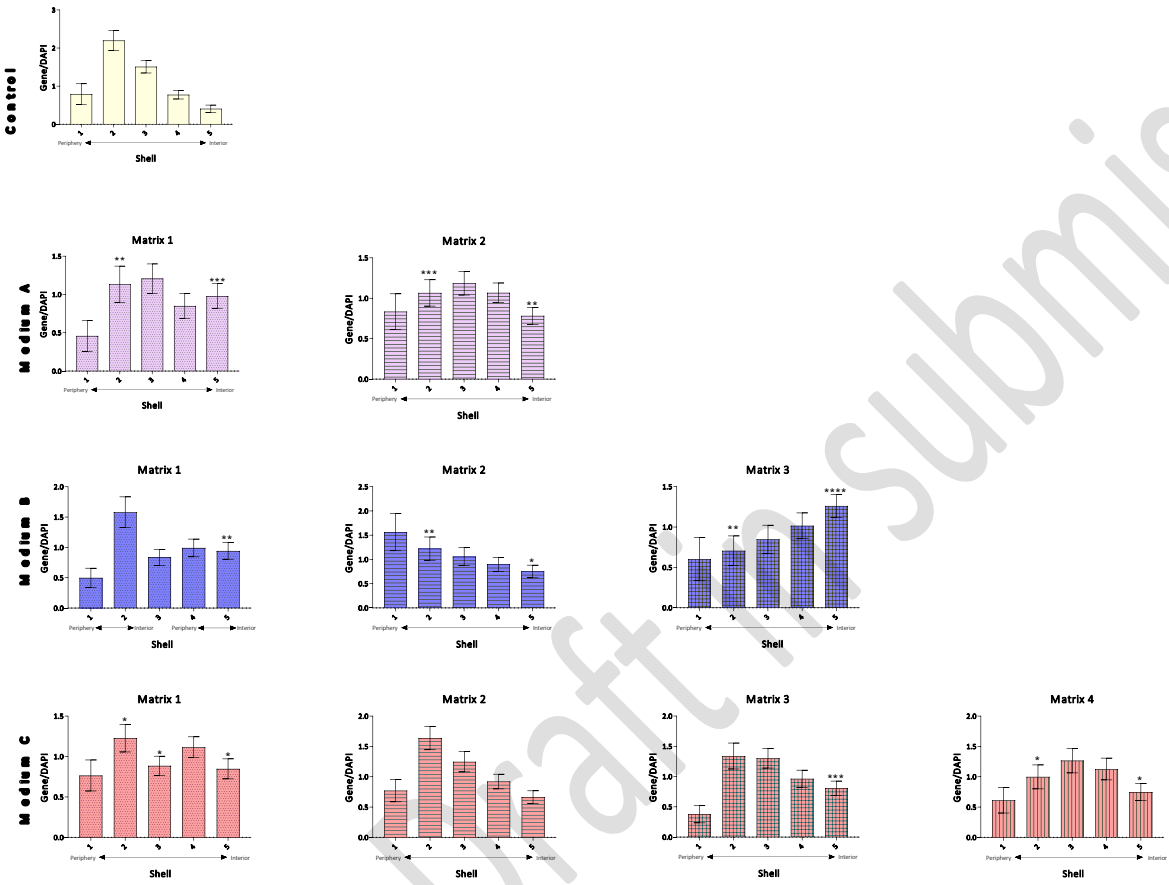 Control
Gene/DAPI
3
2
1
0
1 2 3 4 5
Periphery Interior
Shell
Medium A
Matrix 1
Gene/DAPI
1.5
1.0
0.5
0.0
** ***
1 2 3 4 5
Periphery Interior
Shell
Matrix 2
Gene/DAPI
1.5
1.0
0.5
0.0
*** **
1 2 3 4 5
Periphery Interior
Shell
Medium B
Matrix 1
Gene/DAPI
2.0
1.5
1.0
0.5
0.0
**
1 2 3 4 5
Periphery Interior Periphery Interior
Shell
Matrix 2
Gene/DAPI
2.5
2.0
1.5
1.0
0.5
0.0
** *
1 2 3 4 5
Periphery Interior
Shell
Matrix 3
Gene/DAPI
1.5
1.0
0.5
0.0
** ****
1 2 3 4 5
Periphery Interior
Shell
Medium C
Matrix 1
Gene/DAPI
1.5
1.0
0.5
0.0
* * *
1 2 3 4 5
Periphery Interior
Shell
Matrix 2
Gene/DAPI
2.0
1.5
1.0
0.5
0.0
1 2 3 4 5
Periphery Interior
Shell
Matrix 3
Gene/DAPI
2.0
1.5
1.0
0.5
0.0
***
1 2 3 4 5
Periphery Interior
Shell
Matrix 4
Gene/DAPI
2.0
1.5
1.0
0.5
0.0
* *
1 2 3 4 5
Periphery Interior
Shell
Draft in submis